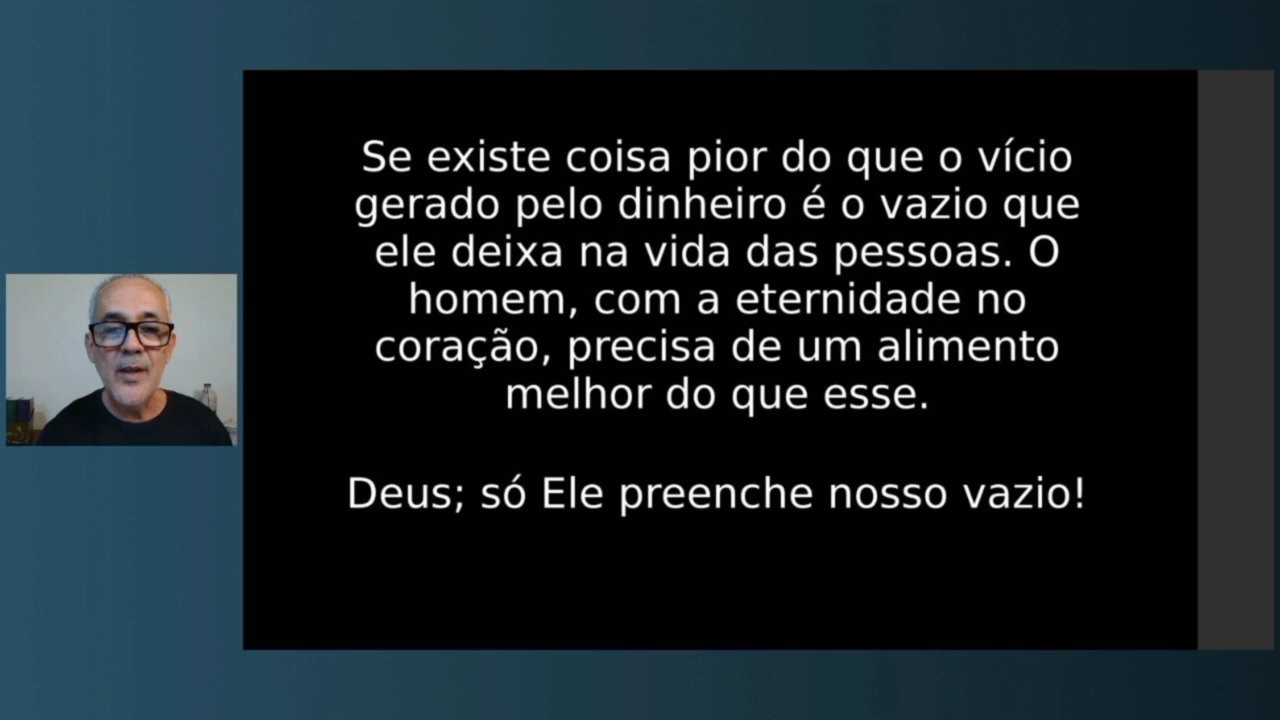 Se existe coisa pior do que o vício
gerado pelo dinheiro é o vazio que
ele deixa na vida das pessoas. O
homem, com a eternidade no
coração, precisa de um alimento
melhor do que esse.
Deus; só Ele preenche nosso vazio!